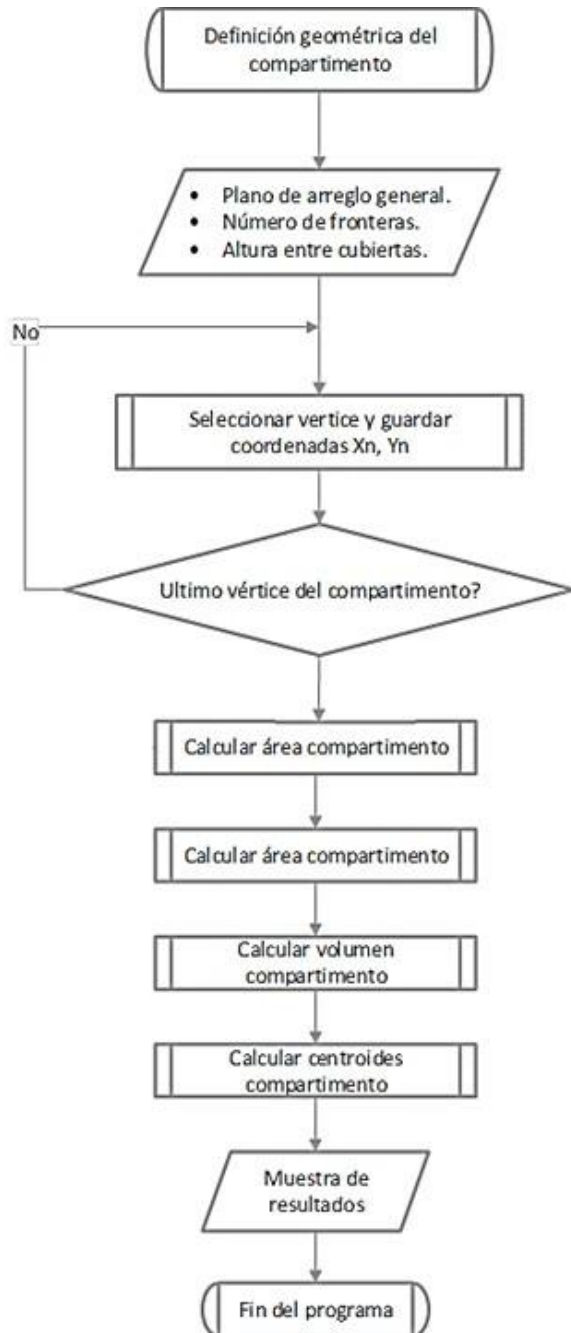 Definición geométrica del
compartimento
• Plano de arreglo general.
• Número de fronteras.
• Altura entre cubiertas.
No
Seleccionar vertice y guardar
coordenadas Xn, Yn
Ultimo vértice del compartimento?
Calcular área compartimento
Calcular área compartimento
Calcular volumen
compartimento
Calcular centroides
compartimento
Muestra de
resultados
Fin del programa